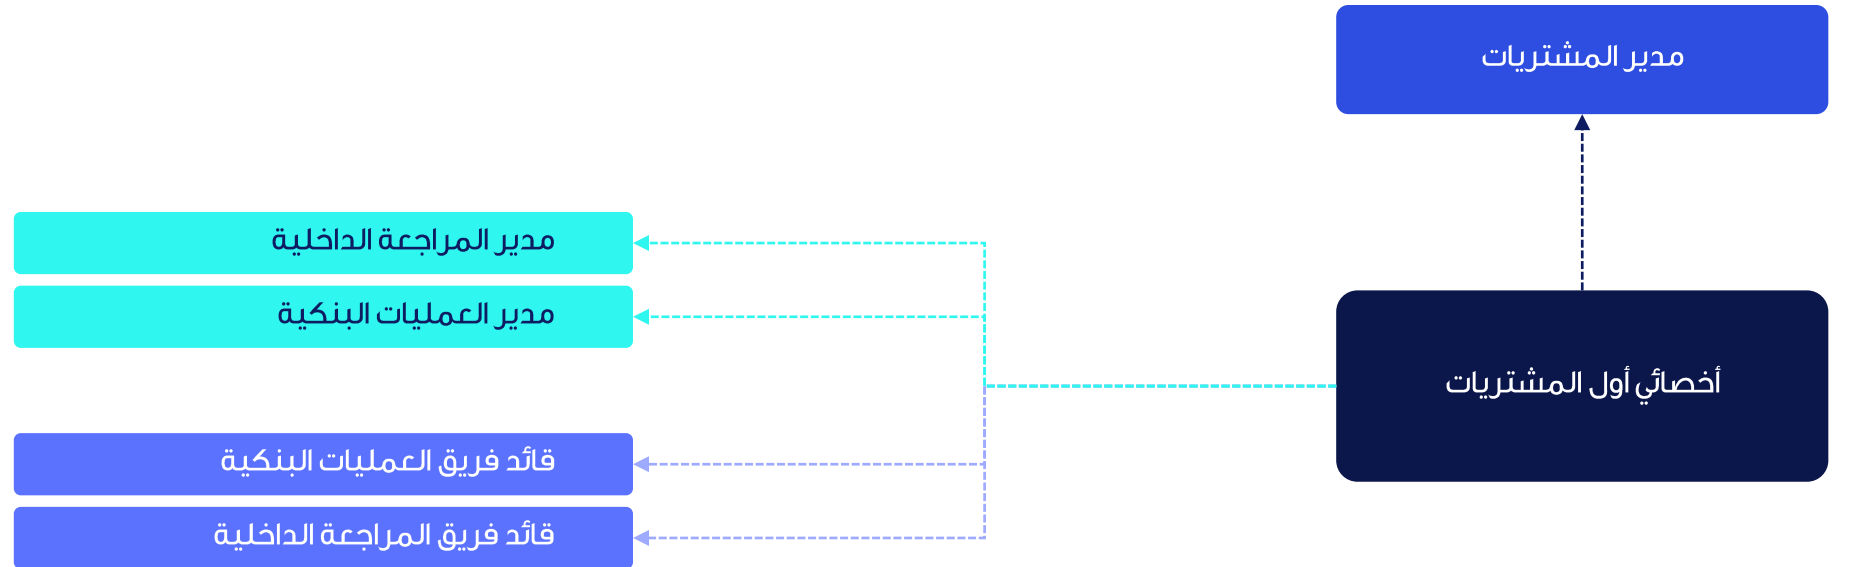 مدير المشتريات
أخصائي أول المشتريات
مدير المراجعة الداخلية
مدير العمليات البنكية
قائد فريق العمليات البنكية
قائد فريق المراجعة الداخلية